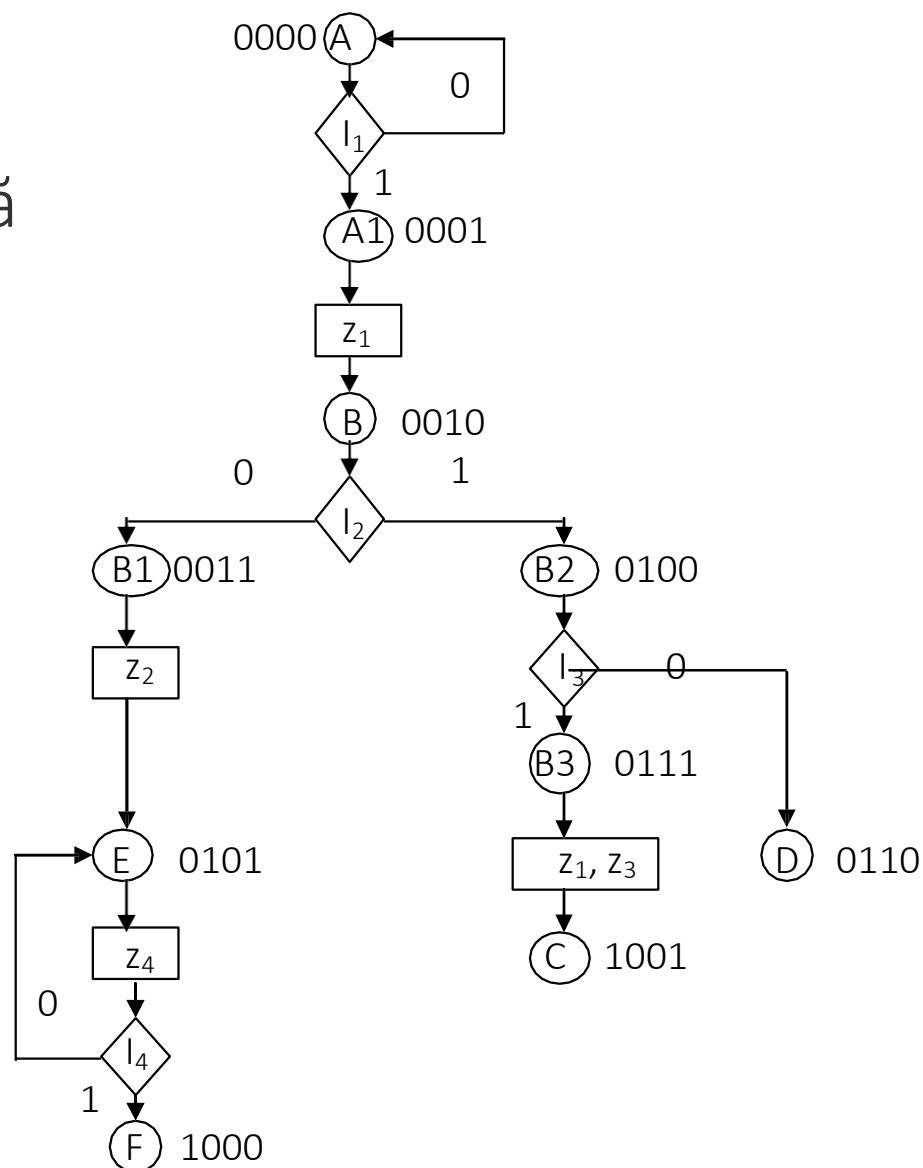 0000 A
0
I₁
ă
1
A1 0001
z₁
B 0010
0 1
I₂
B1 0011
B2 0100
z₂
I₃ 0
1
B3 0111
E 0101
z₁, z₃
D 0110
z₄
C 1001
0
I₄
1
F 1000